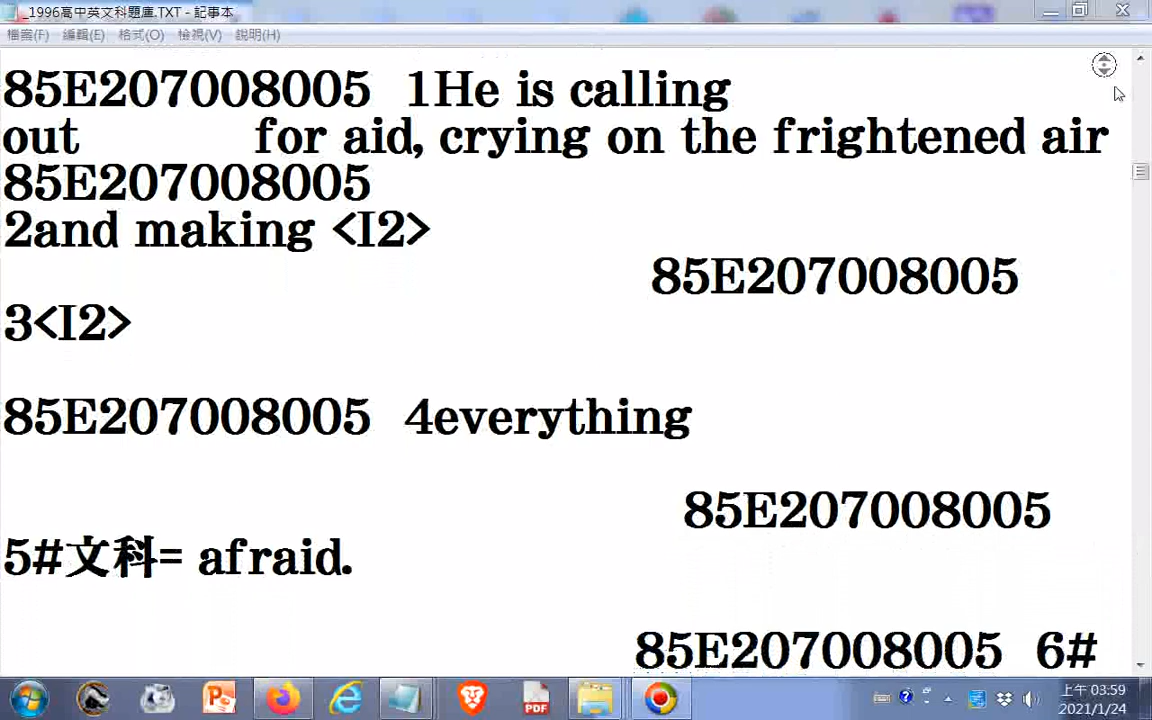 _1996高中英文科題庫.TXT - 記事本
檔案(F) 編輯(E) 格式(O) 檢視(V) 說明(H)
85E207008005 1He is calling
out for aid, crying on the frightened air
85E207008005
2and making <I2>
85E207008005
3<I2>
85E207008005 4everything
85E207008005
5#文科= afraid.
85E207008005 6#
上午 03:59
2021/1/24
PDF